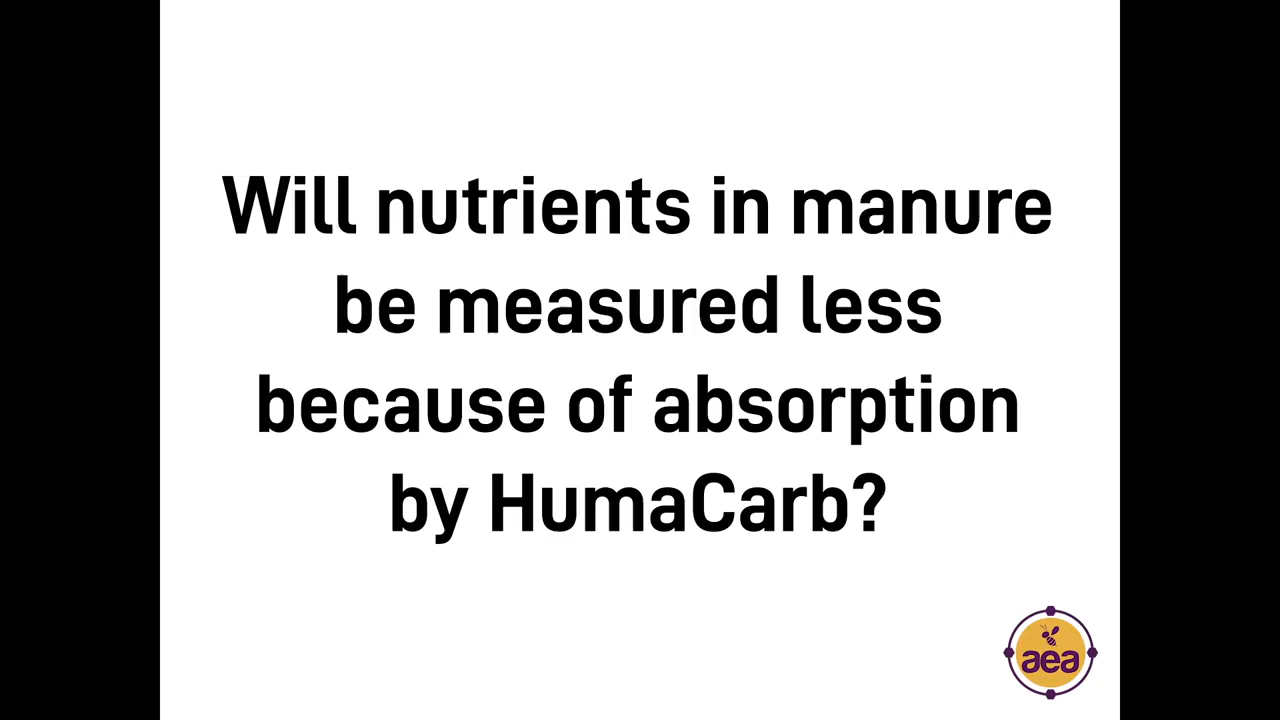 Will nutrients in manure
be measured less
because of absorption
by HumaCarb?
aea